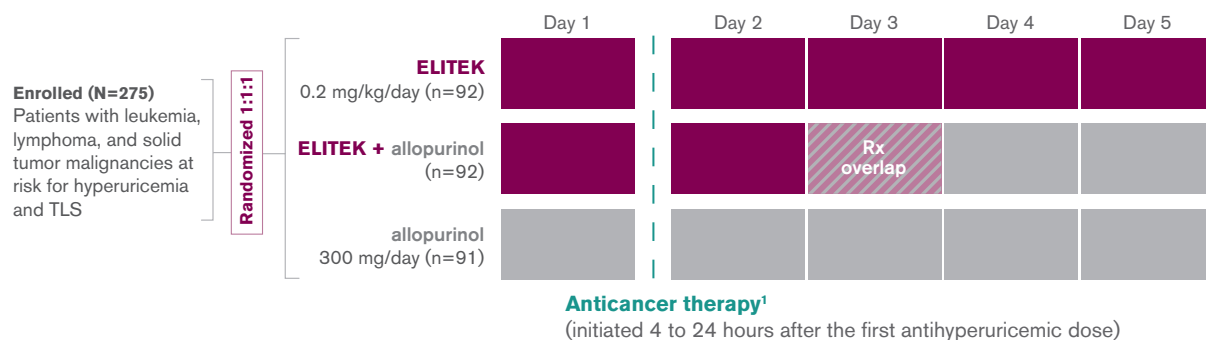 Day 1
Day 2
Day 3
Day 4
Day 5
Enrolled (N=275)
Patients with leukemia,
lymphoma, and solid
tumor malignancies at
risk for hyperuricemia
and TLS
Randomized 1:1:1
ELITEK
0.2 mg/kg/day (n=92)
ELITEK + allopurinol
(n=92)
Rx
overlap
allopurinol
300 mg/day (n=91)
Anticancer therapy¹
(initiated 4 to 24 hours after the first antihyperuricemic dose)